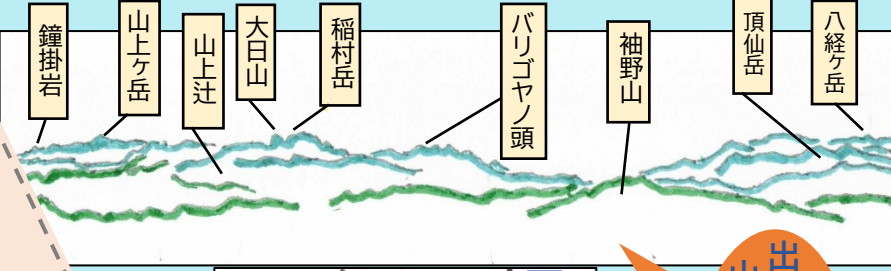 鐘掛岩
山上ヶ岳
山上辻
大日山
稲村岳
バリゴヤノ頭
袖野山
頂仙岳
八経ヶ岳